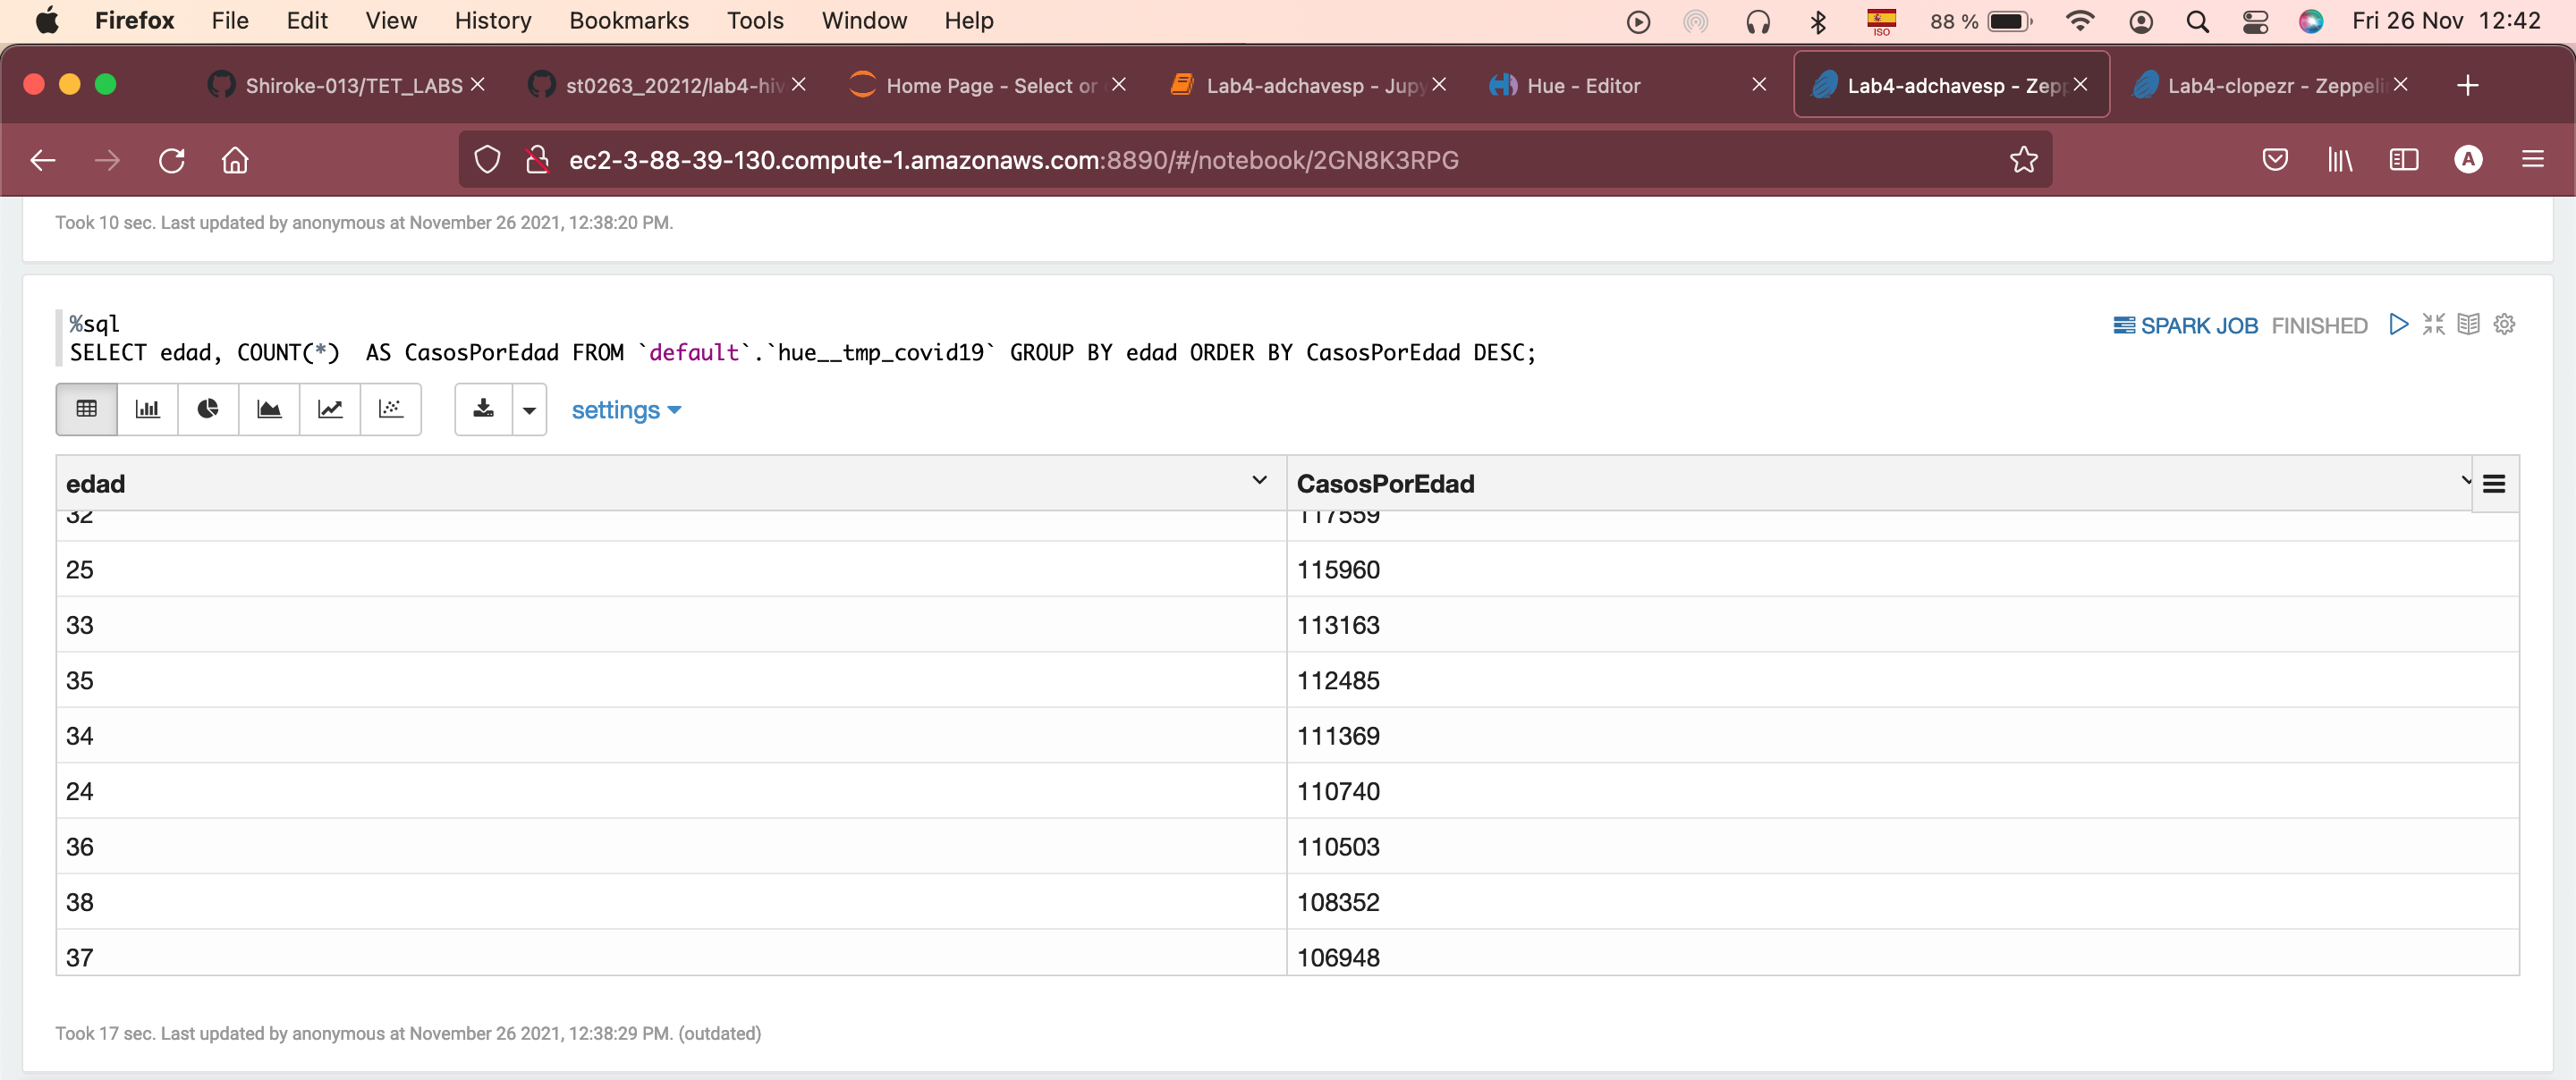 Firefox File Edit View History Bookmarks Tools Window Help ISO 88 % Fri 26 Nov 12:42
Shiroke-013/TET_LABS st0263_20212/lab4-hiv Home Page - Select or Lab4-adchavesp - Jupy Hue - Editor Lab4-adchavesp - Zepp Lab4-clopezr - Zeppeli
ec2-3-88-39-130.compute-1.amazonaws.com:8890/#/notebook/2GN8K3RPG A
Took 10 sec. Last updated by anonymous at November 26 2021, 12:38:20 PM.
%sql SPARK JOB FINISHED
SELECT edad, COUNT(*)  AS CasosPorEdad FROM `default`.`hue__tmp_covid19` GROUP BY edad ORDER BY CasosPorEdad DESC;
settings
edad CasosPorEdad
32 117559
25 115960
33 113163
35 112485
34 111369
24 110740
36 110503
38 108352
37 106948
Took 17 sec. Last updated by anonymous at November 26 2021, 12:38:29 PM. (outdated)